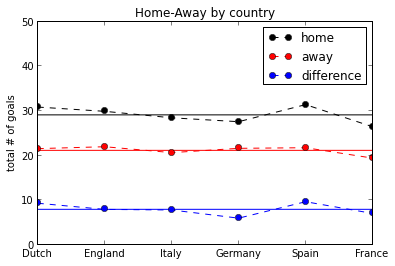 Home-Away by country
total # of goals
50
40
30
20
10
0
home
away
difference
Dutch England Italy Germany Spain France